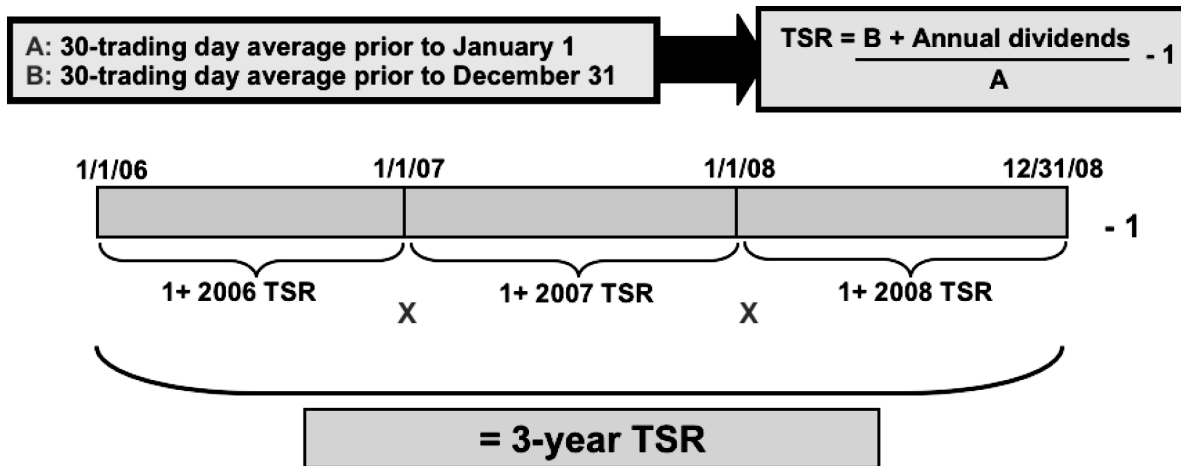 A: 30-trading day average prior to January 1
B: 30-trading day average prior to December 31
TSR = B + Annual dividends
- 1
A
1/1/06 1/1/07 1/1/08 12/31/08
- 1
1+ 2006 TSR 1+ 2007 TSR 1+ 2008 TSR
X X
= 3-year TSR